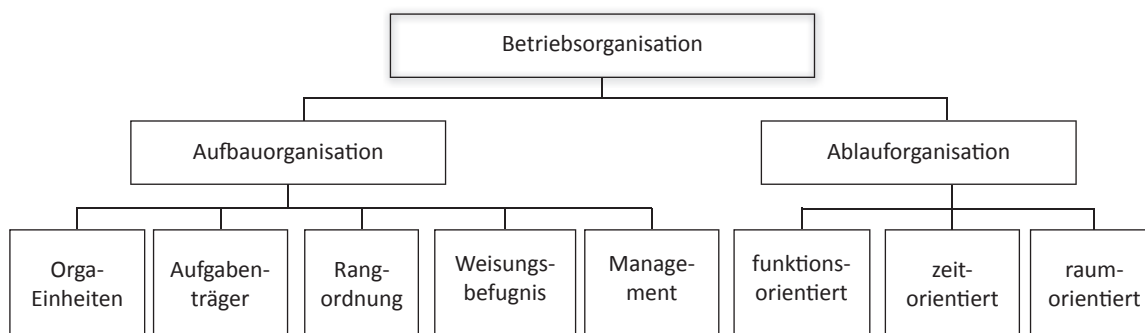 Betriebsorganisation
Aufbauorganisation
Ablauforganisation
Orga-
Einheiten
Aufgaben-
träger
Rang-
ordnung
Weisungs-
befugnis
Manage-
ment
funktions-
orientiert
zeit-
orientiert
raum-
orientiert